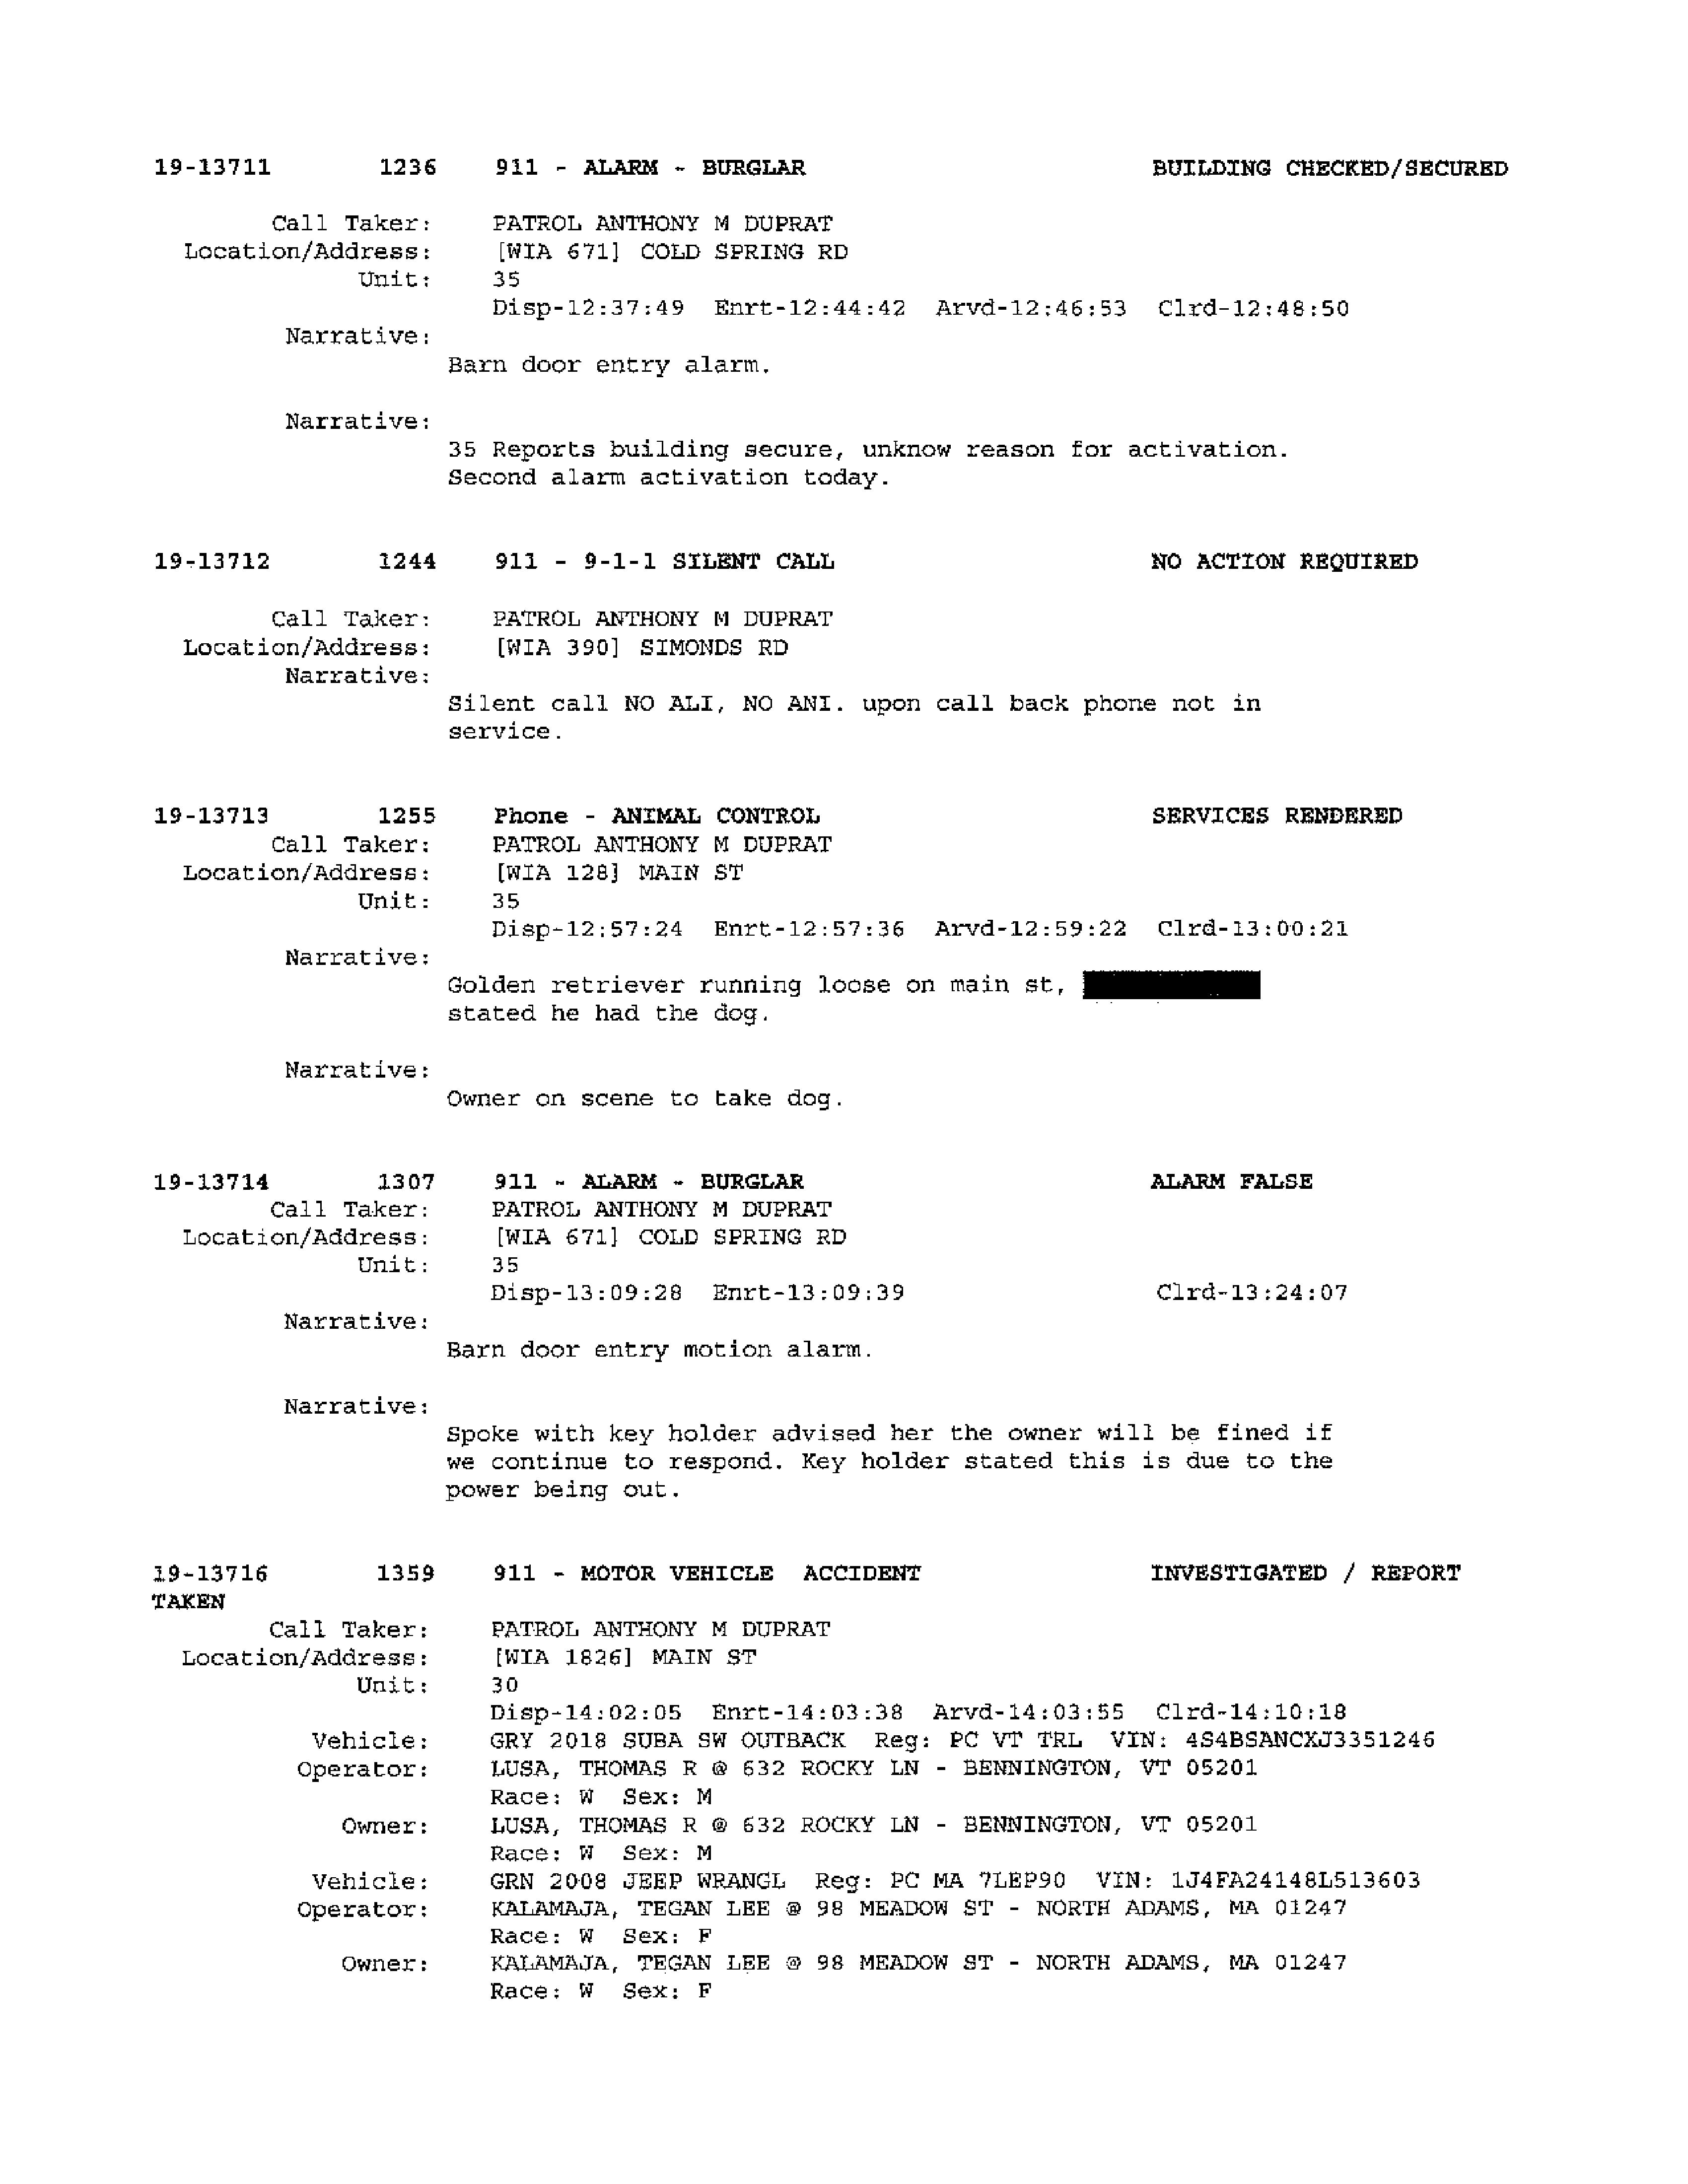 19-13711 1236 911 - ALARM - BURGLAR BUILDING CHECKED/SECURED
Call Taker: PATROL ANTHONY M DUPRAT
Location/Address: [WIA 671] COLD SPRING RD
Unit: 35
Disp-12:37:49 Enrt-12:44:42 Arvd-12:46:53 Clrd-12:48:50
Narrative:
Barn door entry alarm.
Narrative:
35 Reports building secure, unknow reason for activation.
Second alarm activation today.
19-13712 1244 911 - 9-1-1 SILENT CALL NO ACTION REQUIRED
Call Taker: PATROL ANTHONY M DUPRAT
Location/Address: [WIA 390] SIMONDS RD
Narrative:
Silent call NO ALI, NO ANI. upon call back phone not in
service.
19-13713 1255 Phone - ANIMAL CONTROL SERVICES RENDERED
Call Taker: PATROL ANTHONY M DUPRAT
Location/Address: [WIA 128] MAIN ST
Unit: 35
Disp-12:57:24 Enrt-12:57:36 Arvd-12:59:22 Clrd-13:00:21
Narrative:
Golden retriever running loose on main st,
stated he had the dog.
Narrative:
Owner on scene to take dog.
19-13714 1307 911 - ALARM - BURGLAR ALARM FALSE
Call Taker: PATROL ANTHONY M DUPRAT
Location/Address: [WIA 671] COLD SPRING RD
Unit: 35
Disp-13:09:28 Enrt-13:09:39 Clrd-13:24:07
Narrative:
Barn door entry motion alarm.
Narrative:
Spoke with key holder advised her the owner will be fined if
we continue to respond. Key holder stated this is due to the
power being out.
19-13716 1359 911 - MOTOR VEHICLE ACCIDENT INVESTIGATED / REPORT
TAKEN
Call Taker: PATROL ANTHONY M DUPRAT
Location/Address: [WIA 1826] MAIN ST
Unit: 30
Disp-14:02:05 Enrt-14:03:38 Arvd-14:03:55 Clrd-14:10:18
Vehicle: GRY 2018 SUBA SW OUTBACK Reg: PC VT TRL VIN: 4S4BSANCXJ3351246
Operator: LUSA, THOMAS R @ 632 ROCKY LN - BENNINGTON, VT 05201
Race: W Sex: M
Owner: LUSA, THOMAS R @ 632 ROCKY LN - BENNINGTON, VT 05201
Race: W Sex: M
Vehicle: GRN 2008 JEEP WRANGL Reg: PC MA 7LEP90 VIN: 1J4FA24148L513603
Operator: KALAMAJA, TEGAN LEE @ 98 MEADOW ST - NORTH ADAMS, MA 01247
Race: W Sex: F
Owner: KALAMAJA, TEGAN LEE @ 98 MEADOW ST - NORTH ADAMS, MA 01247
Race: W Sex: F